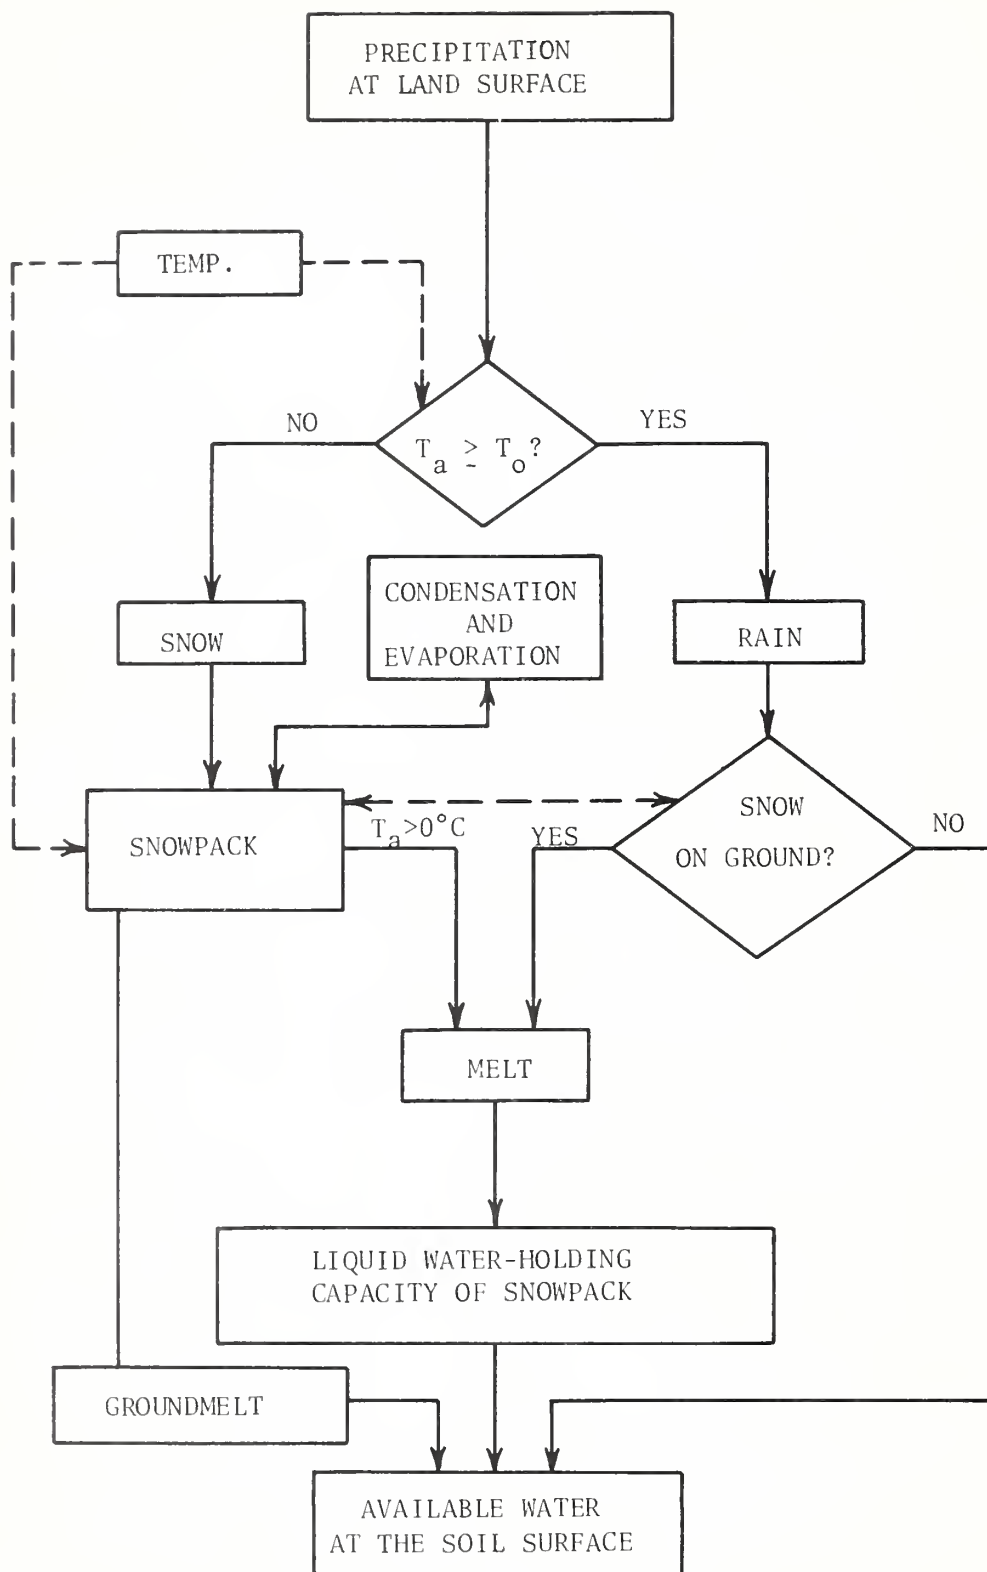 PRECIPITATION
AT LAND SURFACE
TEMP.
NO
YES
Ta ≥ To?
CONDENSATION
AND
EVAPORATION
SNOW
RAIN
SNOW
ON GROUND?
NO
Ta>0°C
YES
SNOWPACK
MELT
LIQUID WATER-HOLDING
CAPACITY OF SNOWPACK
GROUNDMELT
AVAILABLE WATER
AT THE SOIL SURFACE